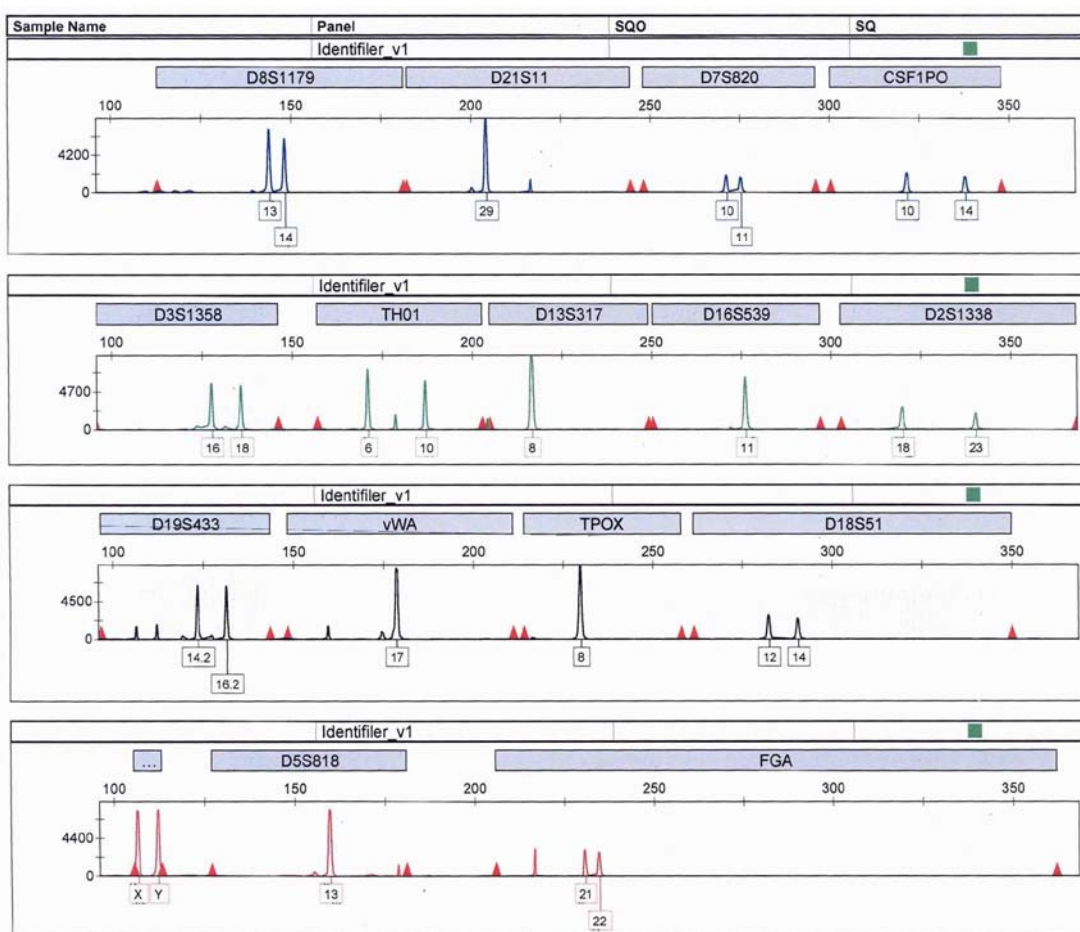 Sample Name Panel SQO SQ
Identifiler_v1
D8S1179 D21S11 D7S820 CSF1PO
100 150 200 250 300 350
4200
0
13 29 10 10 14
14 11
Identifiler_v1
D3S1358 TH01 D13S317 D16S539 D2S1338
100 150 200 250 300 350
4700
0
16 18 6 10 8 11 18 23
Identifiler_v1
D19S433 vWA TPOX D18S51
100 150 200 250 300 350
4500
0
14.2 17 8 12 14
16.2
Identifiler_v1
... D5S818 FGA
100 150 200 250 300 350
4400
0
X Y 13 21
22